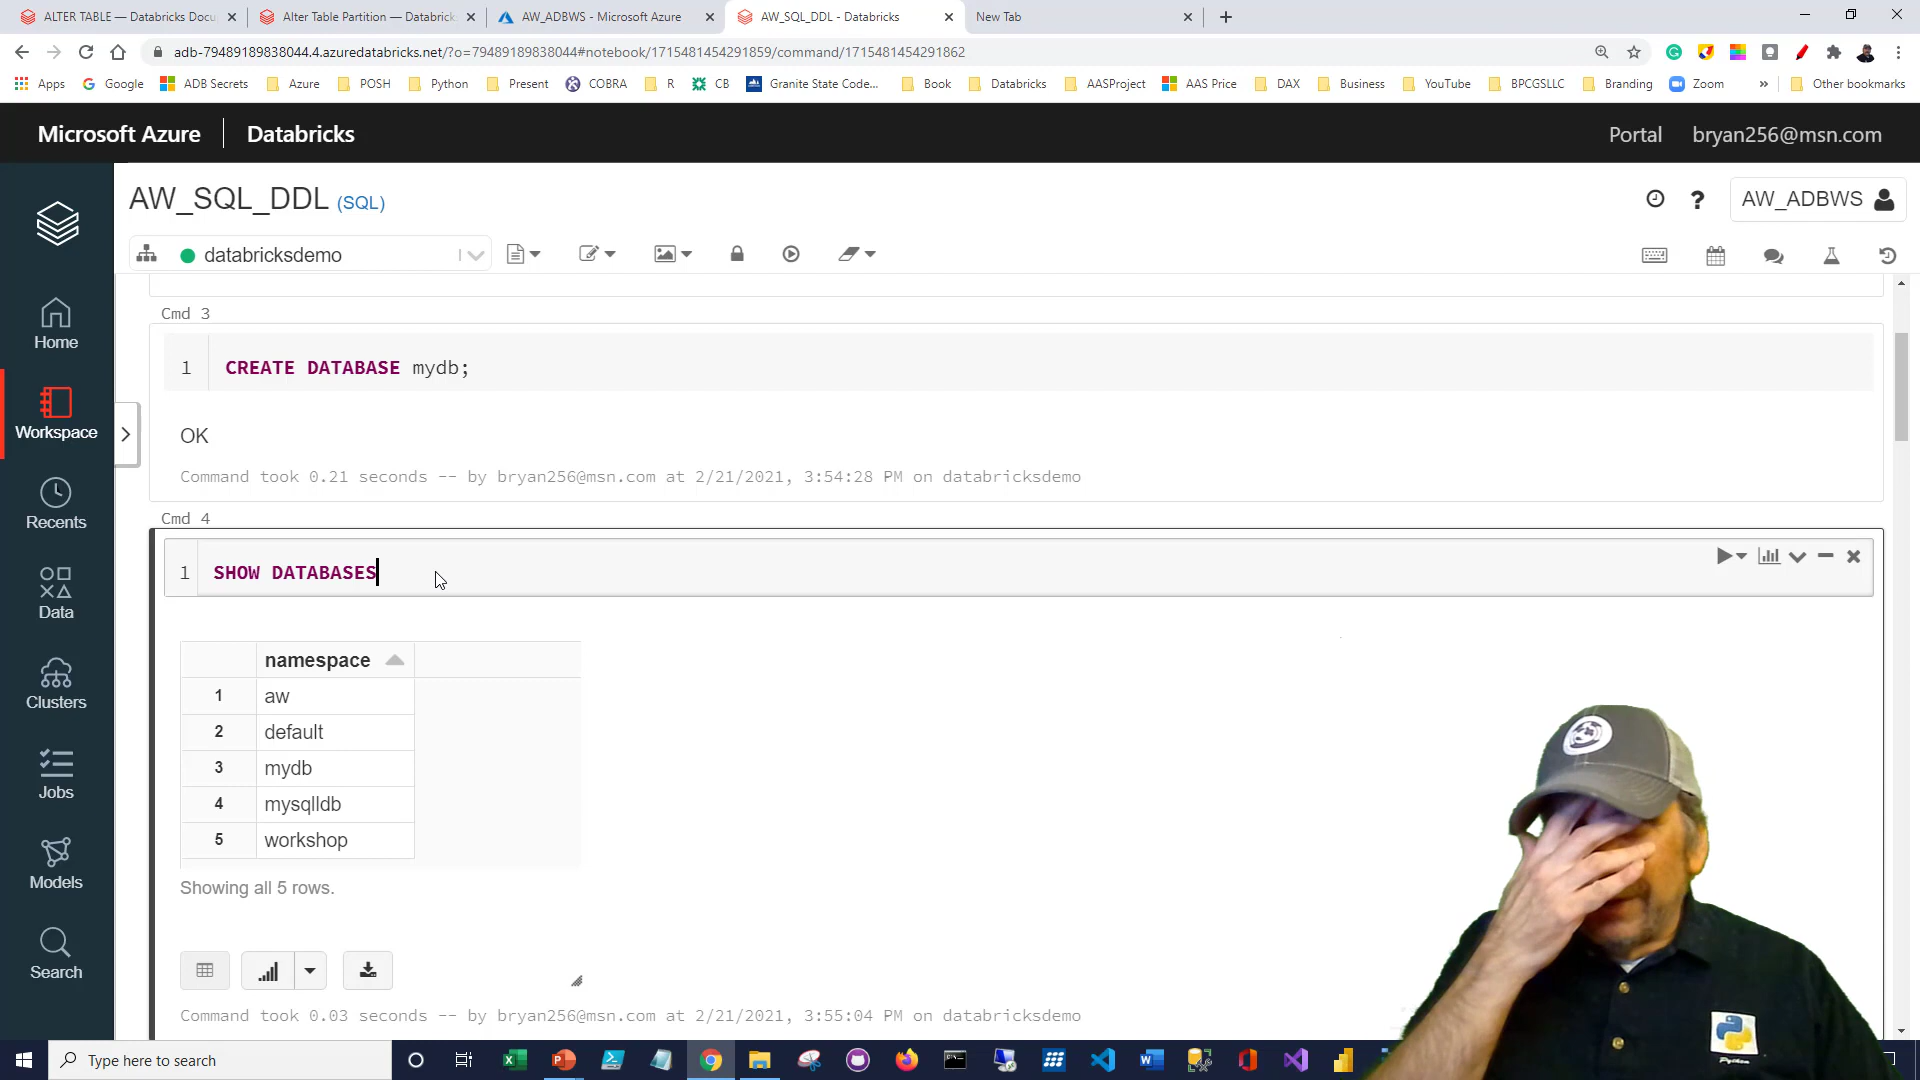 ALTER TABLE — Databricks Docu
Alter Table Partition — Databrick
AW_ADBWS - Microsoft Azure
AW_SQL_DDL - Databricks
New Tab
adb-79489189838044.4.azuredatabricks.net/?o=79489189838044#notebook/1715481454291859/command/1715481454291862
Apps
Google
ADB Secrets
Azure
POSH
Python
Present
COBRA
R
CB
Granite State Code...
Book
Databricks
AASProject
AAS Price
DAX
Business
YouTube
BPCGSLLC
Branding
Zoom
Other bookmarks
Microsoft Azure
Databricks
Portal
bryan256@msn.com
AW_SQL_DDL (SQL)
AW_ADBWS
databricksdemo
Home
Workspace
Recents
Data
Clusters
Jobs
Models
Search
Cmd 3
1 CREATE DATABASE mydb;
OK
Command took 0.21 seconds -- by bryan256@msn.com at 2/21/2021, 3:54:28 PM on databricksdemo
Cmd 4
1 SHOW DATABASES
namespace
1 aw
2 default
3 mydb
4 mysqlldb
5 workshop
Showing all 5 rows.
Command took 0.03 seconds -- by bryan256@msn.com at 2/21/2021, 3:55:04 PM on databricksdemo
Python
Type here to search